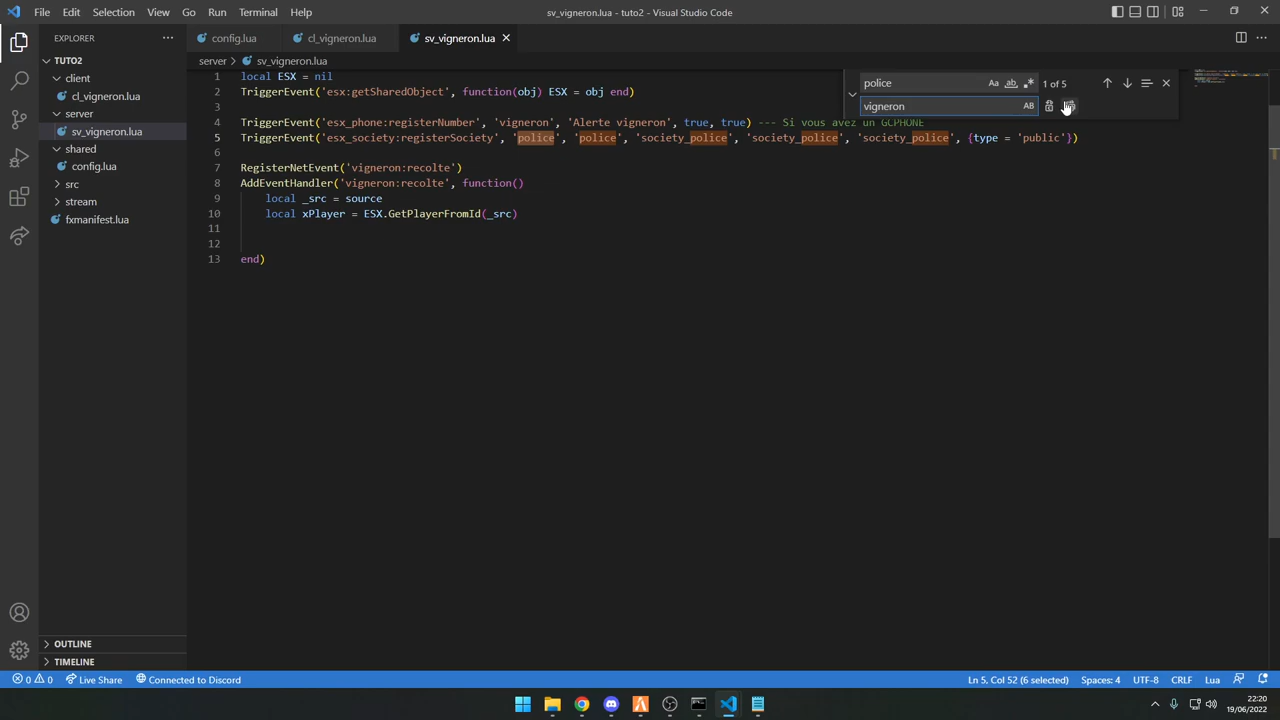 File Edit Selection View Go Run Terminal Help
sv_vigneron.lua - tuto2 - Visual Studio Code
EXPLORER
TUTO2
client
cl_vigneron.lua
server
sv_vigneron.lua
shared
config.lua
src
stream
fxmanifest.lua
OUTLINE
TIMELINE
config.lua cl_vigneron.lua sv_vigneron.lua
server > sv_vigneron.lua
police Aa ab 1 of 5
vigneron AB
1 local ESX = nil
2 TriggerEvent('esx:getSharedObject', function(obj) ESX = obj end)
3
4 TriggerEvent('esx_phone:registerNumber', 'vigneron', 'Alerte vigneron', true, true) --- Si vous avez un GCPHONE
5 TriggerEvent('esx_society:registerSociety', 'police', 'police', 'society_police', 'society_police', 'society_police', {type = 'public'})
6
7 RegisterNetEvent('vigneron:recolte')
8 AddEventHandler('vigneron:recolte', function()
9 local _src = source
10 local xPlayer = ESX.GetPlayerFromId(_src)
11
12
13 end)
0 0 Live Share Connected to Discord
Ln 5, Col 52 (6 selected) Spaces: 4 UTF-8 CRLF Lua
22:20
19/06/2022